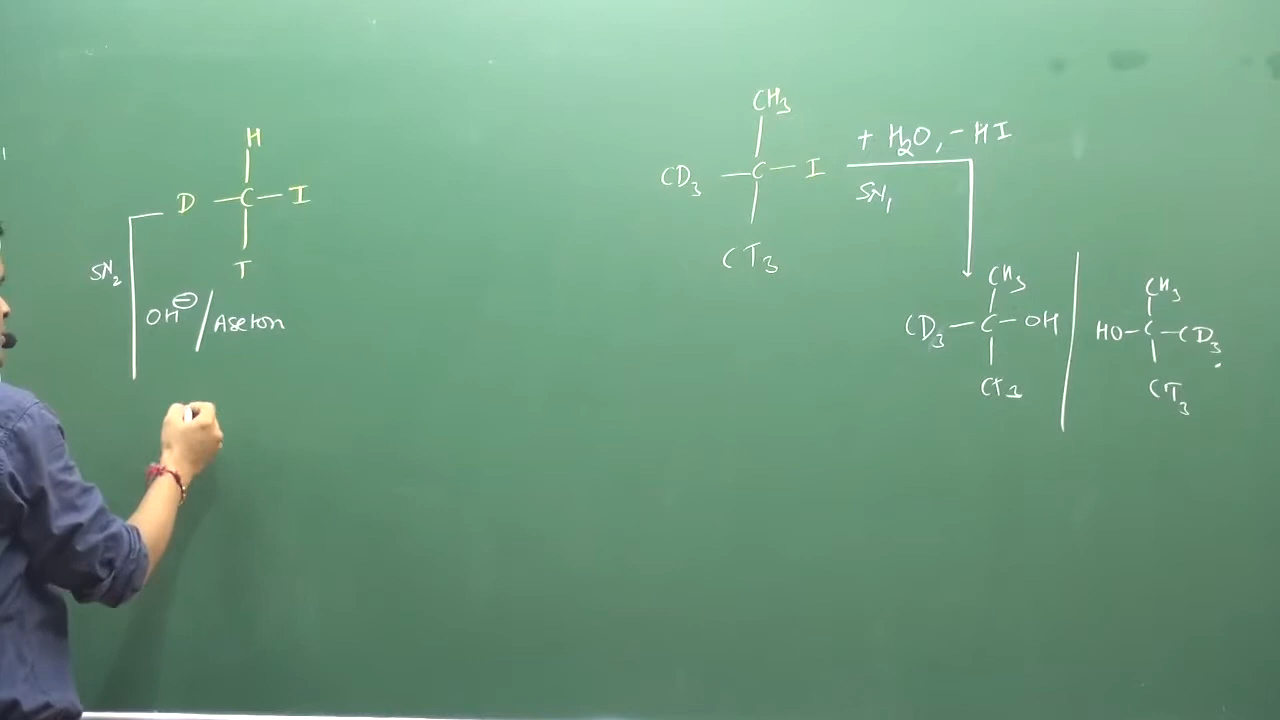 H
D - C - I
T
SN2
OH⊖ / Aseton
CH3
CD3 - C - I
CT3
+ H2O, - HI
SN1
CH3
CD3 - C - OH
CT3
CH3
HO - C - CD3
CT3